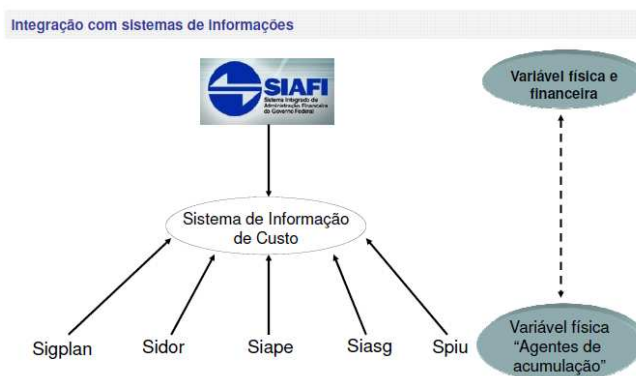 Integração com sistemas de informações
SIAFI
Sistema Integrado de
Administração Financeira
do Governo Federal
Variável física e
financeira
Sistema de Informação
de Custo
Sigplan
Sidor
Siape
Siasg
Spiu
Variável física
“Agentes de
acumulação”